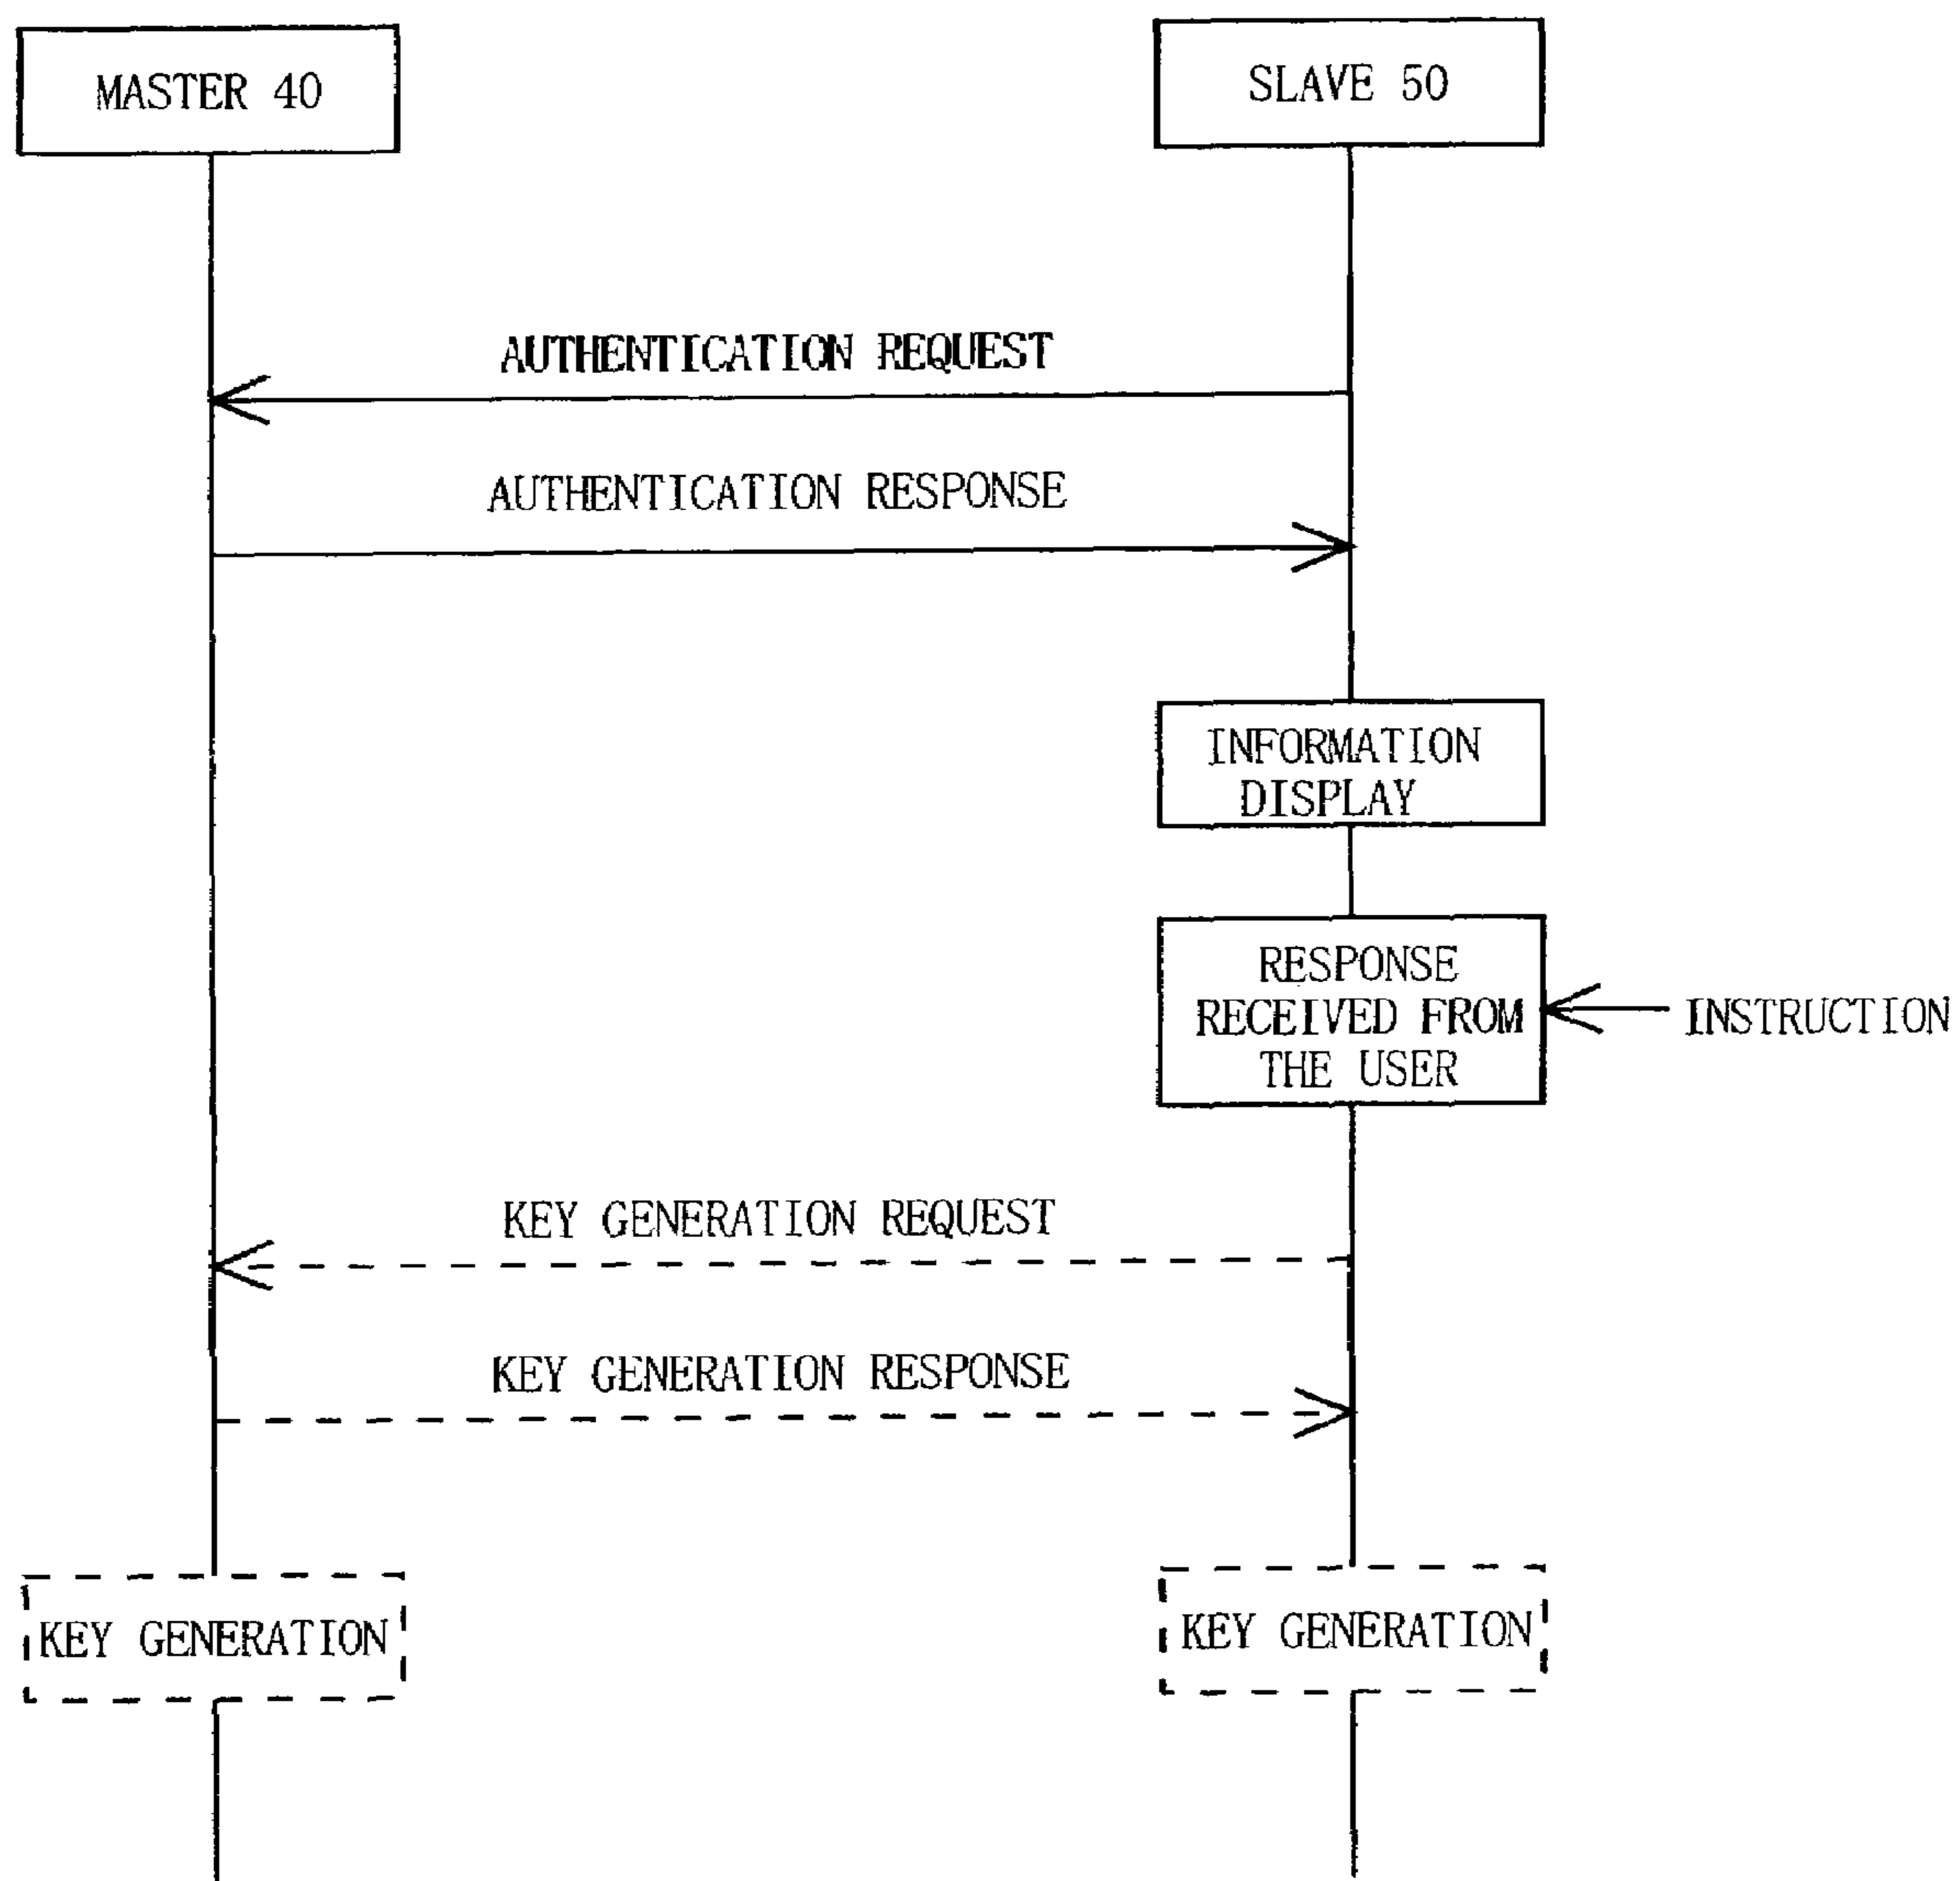 MASTER 40
SLAVE 50
AUTHENTICATION REQUEST
AUTHENTICATION RESPONSE
INFORMATION
DISPLAY
RESPONSE
RECEIVED FROM
THE USER
INSTRUCTION
KEY GENERATION REQUEST
KEY GENERATION RESPONSE
KEY GENERATION
KEY GENERATION